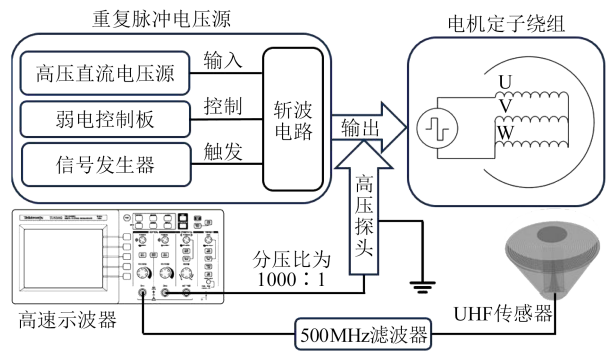 重复脉冲电压源
电机定子绕组
高压直流电压源
输入
弱电控制板
控制
信号发生器
触发
斩波
电路
输出
U
V
W
高压探头
分压比为
1000∶1
Tektronix
高速示波器
500MHz滤波器
UHF传感器